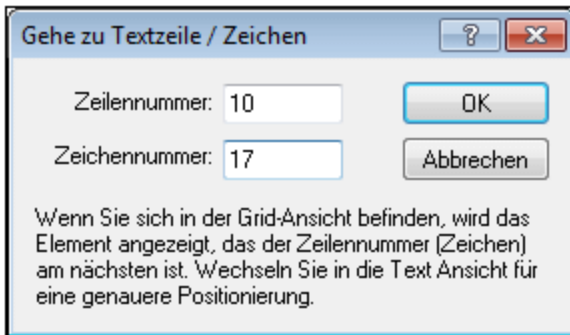 Gehe zu Textzeile / Zeichen
Zeilennummer: 10
OK
Zeichennummer: 17
Abbrechen
Wenn Sie sich in der Grid-Ansicht befinden, wird das
Element angezeigt, das der Zeilennummer (Zeichen)
am nächsten ist. Wechseln Sie in die Text Ansicht für
eine genauere Positionierung.